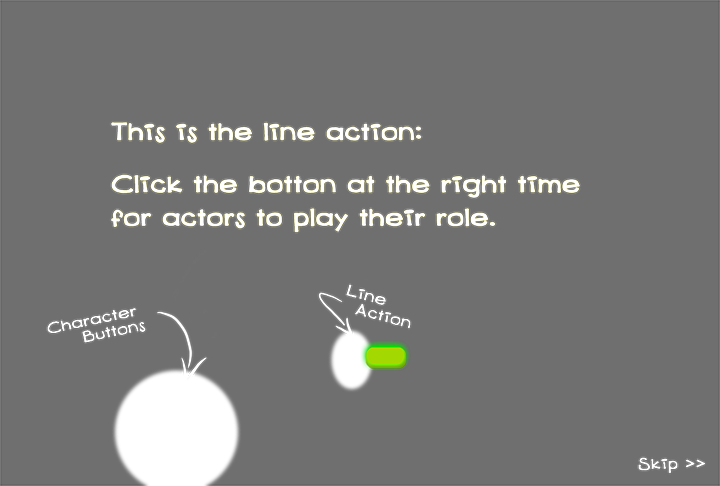 This is the line action:
Click the botton at the right time
for actors to play their role.
Line
Action
Character
Buttons
Skip >>